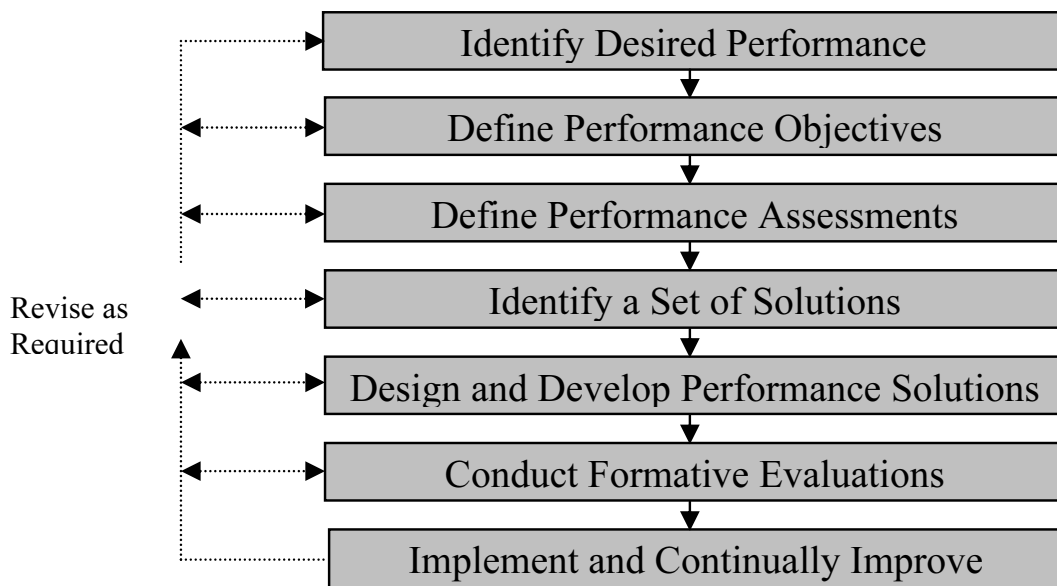 Identify Desired Performance
Define Performance Objectives
Define Performance Assessments
Identify a Set of Solutions
Revise as
Required
Design and Develop Performance Solutions
Conduct Formative Evaluations
Implement and Continually Improve